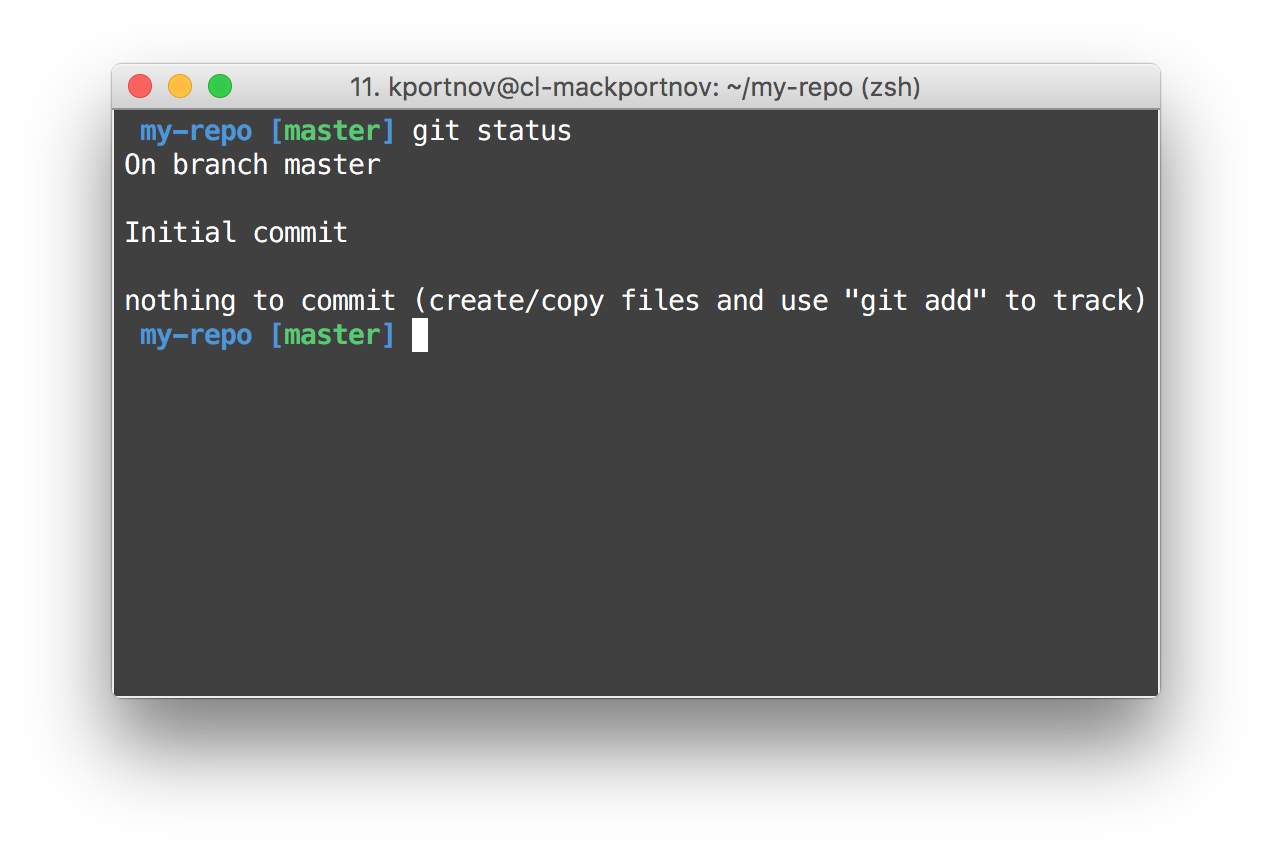 11. kportnov@cl-mackportnov: ~/my-repo (zsh)
my-repo [master] git status
On branch master
Initial commit
nothing to commit (create/copy files and use "git add" to track)
my-repo [master]